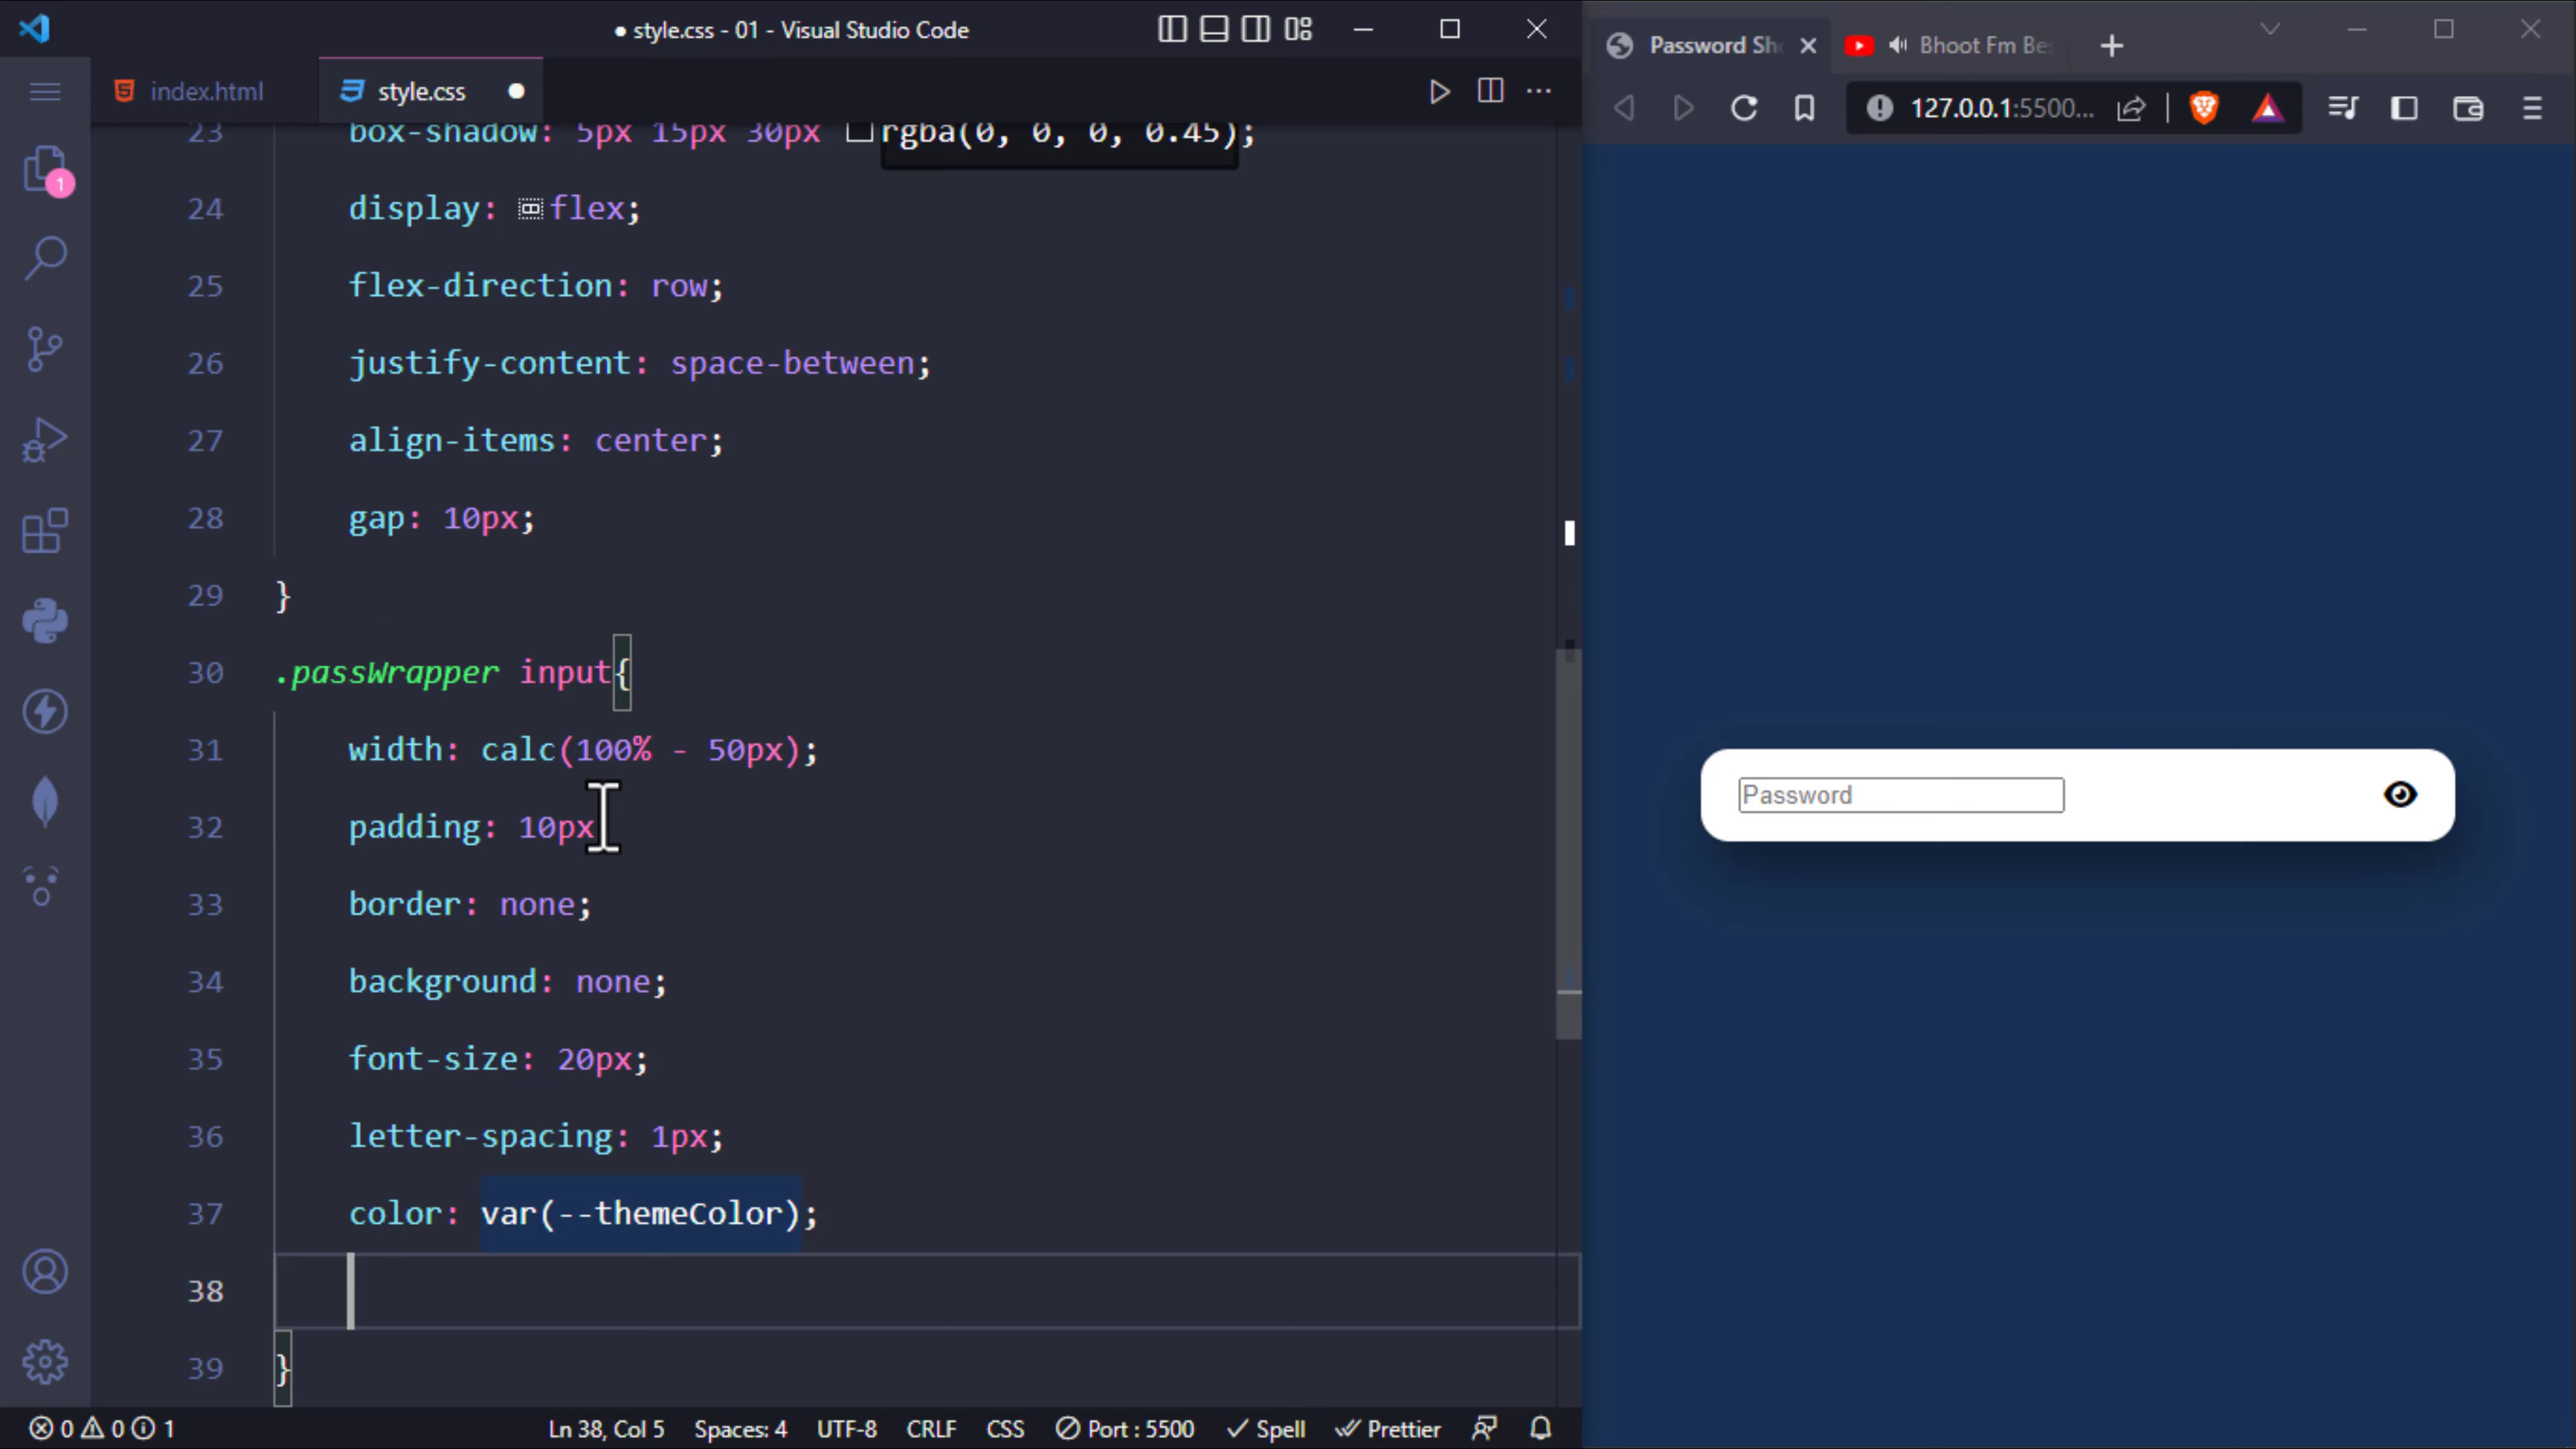 ● style.css - 01 - Visual Studio Code
index.html
style.css
23 box-shadow: 5px 15px 30px rgba(0, 0, 0, 0.45);
24 display: flex;
25 flex-direction: row;
26 justify-content: space-between;
27 align-items: center;
28 gap: 10px;
29 }
30 .passWrapper input{
31 width: calc(100% - 50px);
32 padding: 10px
33 border: none;
34 background: none;
35 font-size: 20px;
36 letter-spacing: 1px;
37 color: var(--themeColor);
38
39 }
1
0 0 1
Ln 38, Col 5 Spaces: 4 UTF-8 CRLF CSS Port : 5500 Spell Prettier
Password Sh
Bhoot Fm Bes
127.0.0.1:5500...
Password